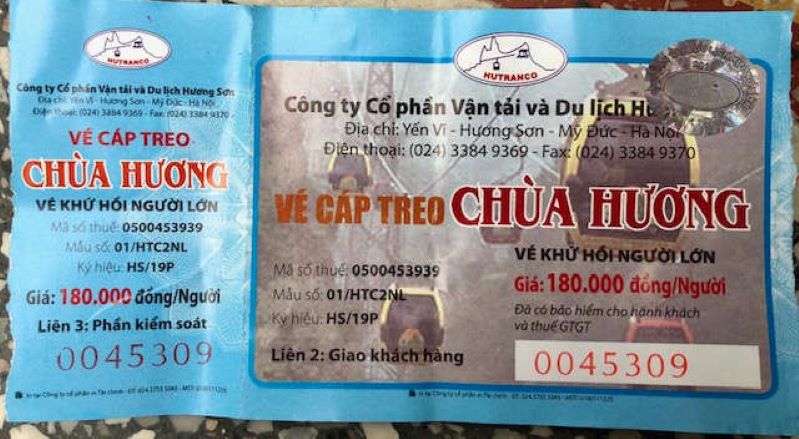 HUTRANCO
Công ty Cổ phần Vận tải và Du lịch Hương Sơn
Địa chỉ: Yến Vĩ - Hương Sơn - Mỹ Đức - Hà Nội
Điện thoại: (024) 3384 9369 - Fax: (024) 3384 9370
VÉ CÁP TREO
CHÙA HƯƠNG
VÉ KHỨ HỒI NGƯỜI LỚN
Mã số thuế: 0500453939
Mẫu số: 01/HTC2NL
Ký hiệu: HS/19P
Giá: 180.000 đồng/Người
Liên 3: Phần kiểm soát
0045309
HUTRANCO
Công ty Cổ phần Vận tải và Du lịch
Địa chỉ: Yến Vĩ - Hương Sơn - Mỹ Đức - Hà Nội
Điện thoại: (024) 3384 9369 - Fax: (024) 3384 9370
VÉ CÁP TREO CHÙA HƯƠNG
Mã số thuế: 0500453939
Mẫu số: 01/HTC2NL
Ký hiệu: HS/19P
Liên 2: Giao khách hàng
VÉ KHỨ HỒI NGƯỜI LỚN
Giá: 180.000 đồng/Người
Đã có bảo hiểm cho hành khách
và thuế GTGT
0045309